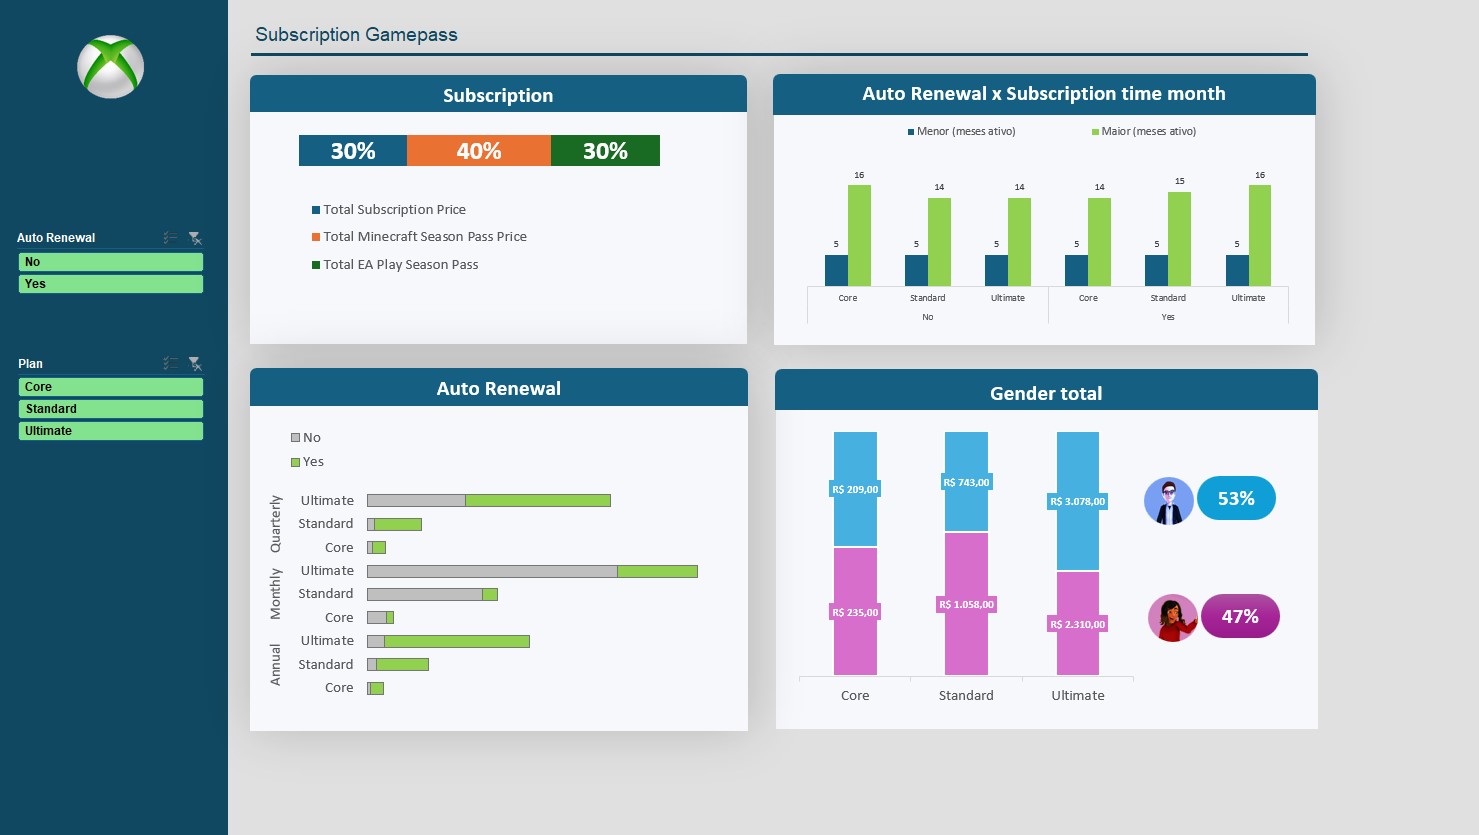 Subscription Gamepass
Auto Renewal
No
Yes
Plan
Core
Standard
Ultimate
Subscription
30% 40% 30%
Total Subscription Price
Total Minecraft Season Pass Price
Total EA Play Season Pass
Auto Renewal x Subscription time month
Menor (meses ativo) Maior (meses ativo)
5 16 5 14 5 14 5 14 5 15 5 16
Core Standard Ultimate Core Standard Ultimate
No Yes
Auto Renewal
No
Yes
Quarterly
Ultimate
Standard
Core
Monthly
Ultimate
Standard
Core
Annual
Ultimate
Standard
Core
Gender total
R$ 209,00 R$ 743,00 R$ 3.078,00
53%
R$ 235,00 R$ 1.058,00 R$ 2.310,00
47%
Core Standard Ultimate